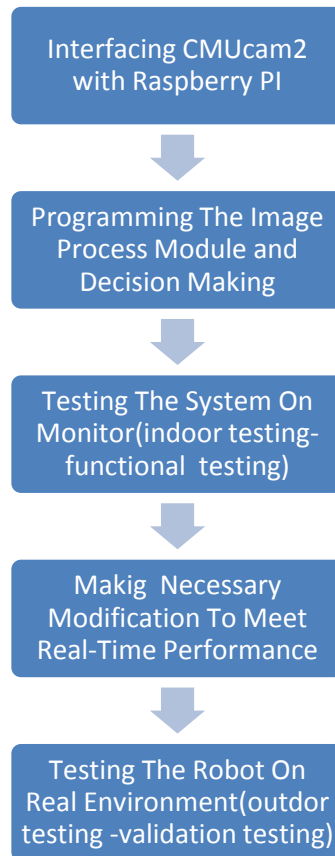 Interfacing CMUcam2
with Raspberry PI
Programming The Image
Process Module and
Decision Making
Testing The System On
Monitor(indoor testing-
functional  testing)
Makig  Necessary
Modification To Meet
Real-Time Performance
Testing The Robot On
Real Environment(outdor
testing -validation testing)